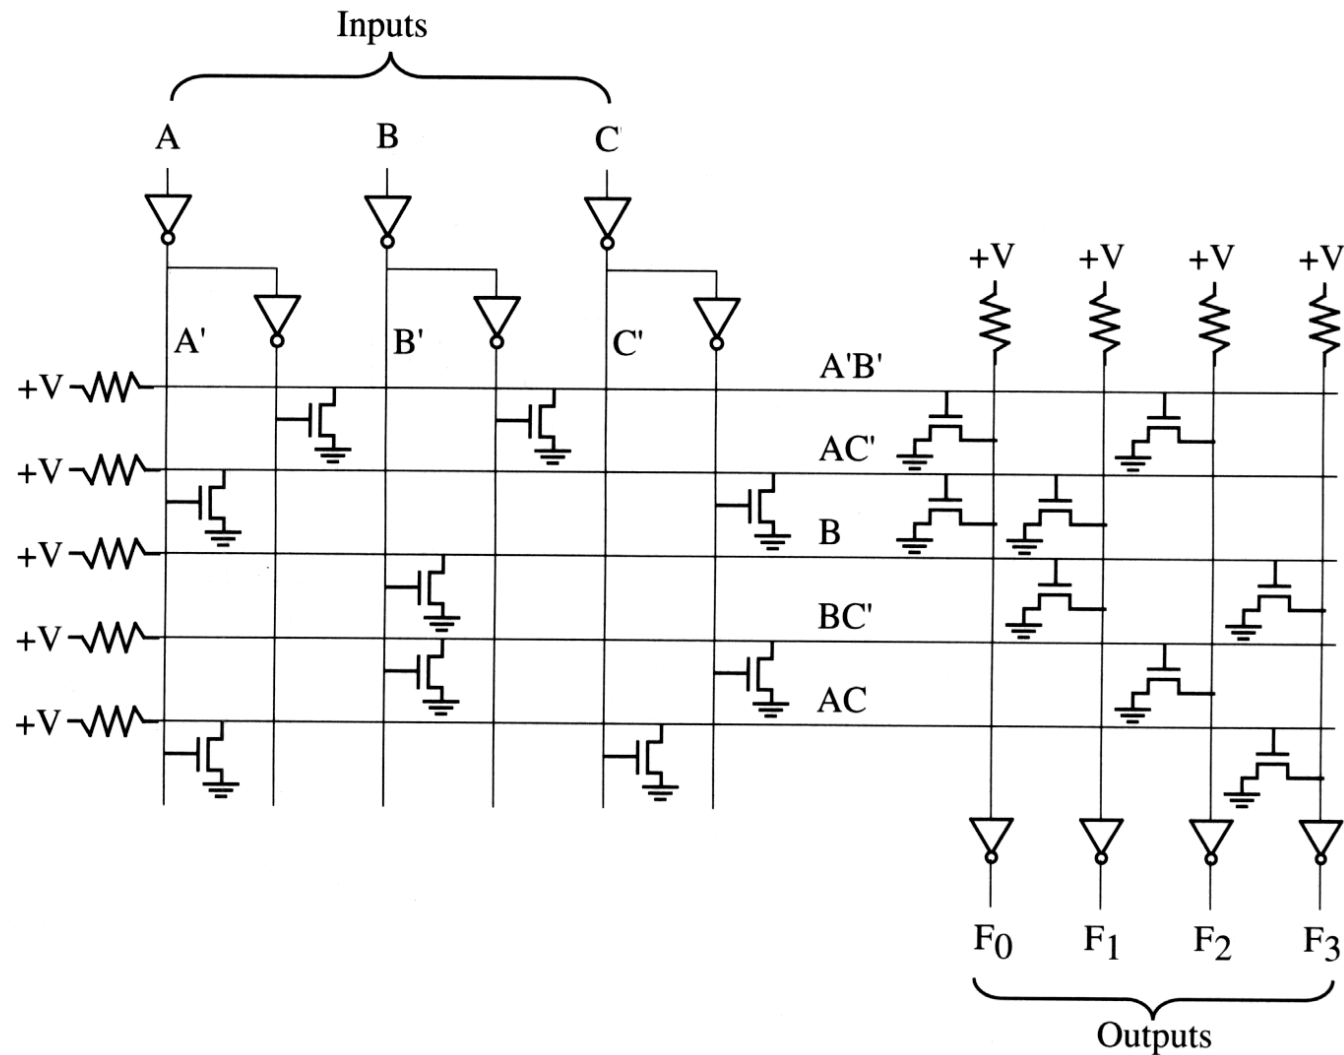 Inputs
A B C
+V +V +V +V
A' B' C'
A'B'
+V
AC'
+V
B
+V
BC'
+V
AC
+V
F0 F1 F2 F3
Outputs